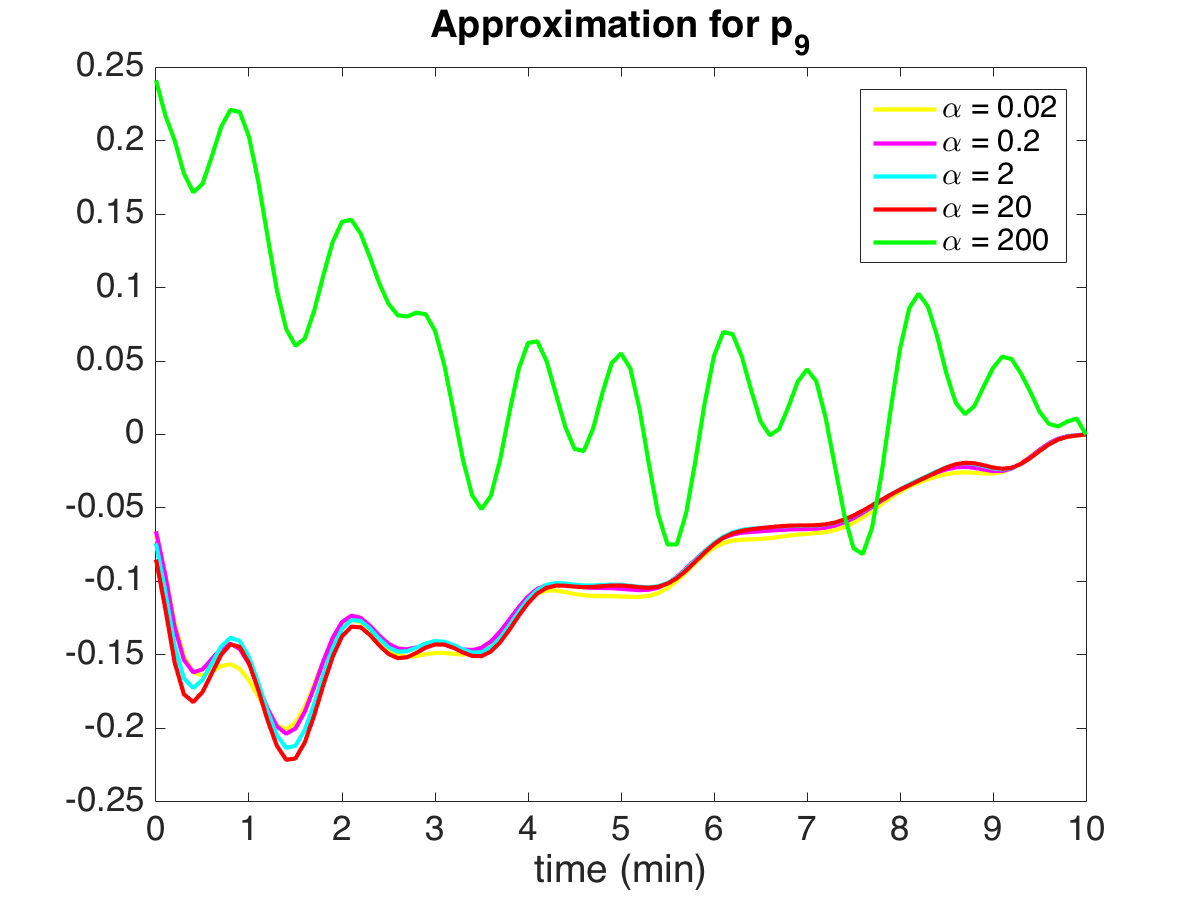 Approximation for p₉
0.25
0.2
0.15
0.1
0.05
0
-0.05
-0.1
-0.15
-0.2
-0.25
α = 0.02
α = 0.2
α = 2
α = 20
α = 200
0 1 2 3 4 5 6 7 8 9 10
time (min)